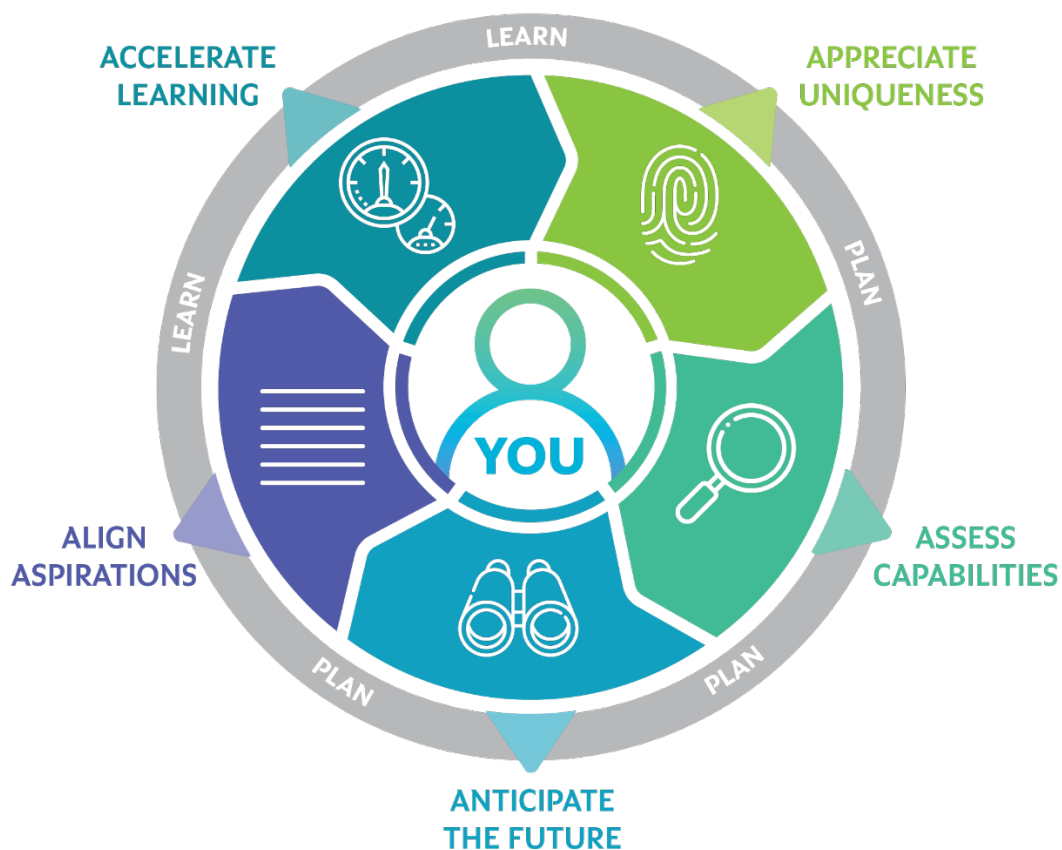 LEARN
ACCELERATE
LEARNING
APPRECIATE
UNIQUENESS
PLAN
LEARN
YOU
ALIGN
ASPIRATIONS
ASSESS
CAPABILITIES
PLAN
PLAN
ANTICIPATE
THE FUTURE